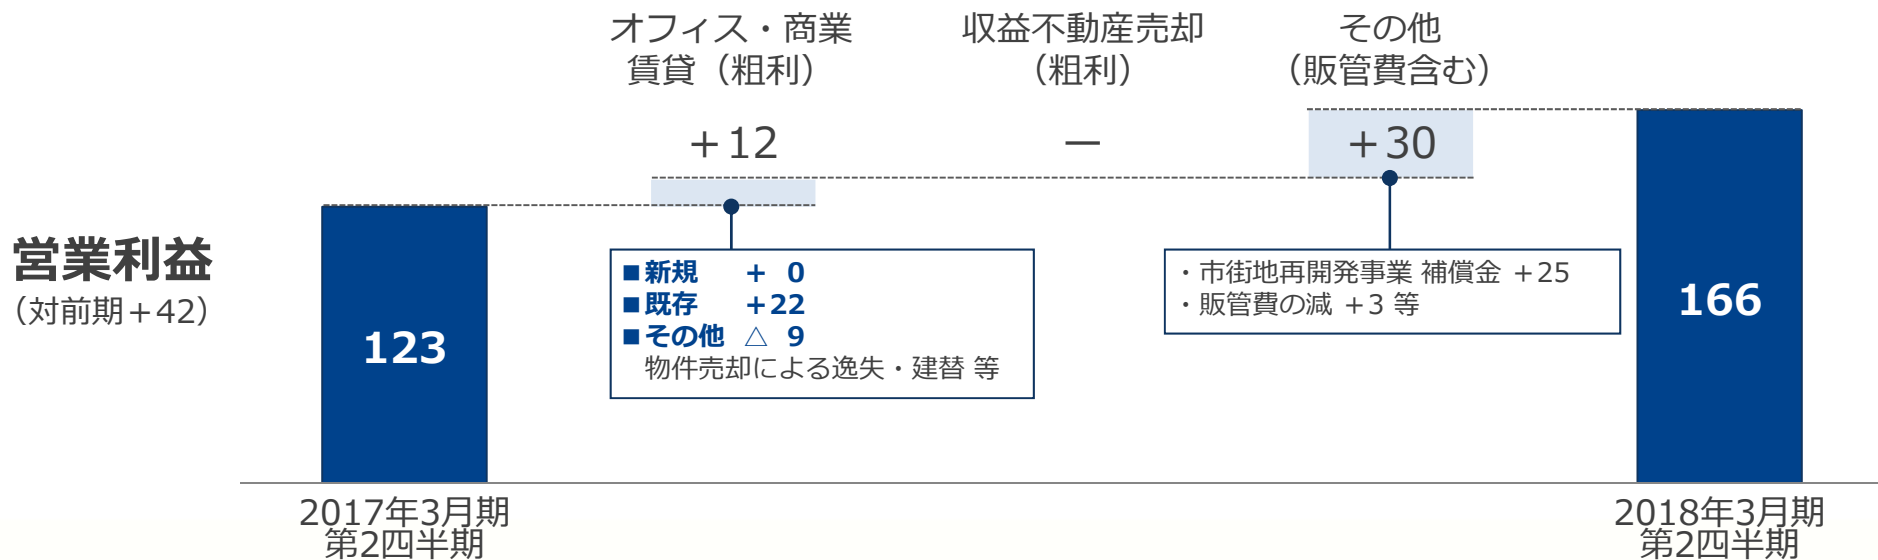 オフィス・商業
賃貸（粗利）
収益不動産売却
（粗利）
その他
（販管費含む）
＋12
－
＋30
営業利益
（対前期＋42）
123
■新規 ＋ 0
■既存 ＋22
■その他 △ 9
物件売却による逸失・建替 等
・市街地再開発事業 補償金 ＋25
・販管費の減 ＋3 等
166
2017年3月期
第2四半期
2018年3月期
第2四半期